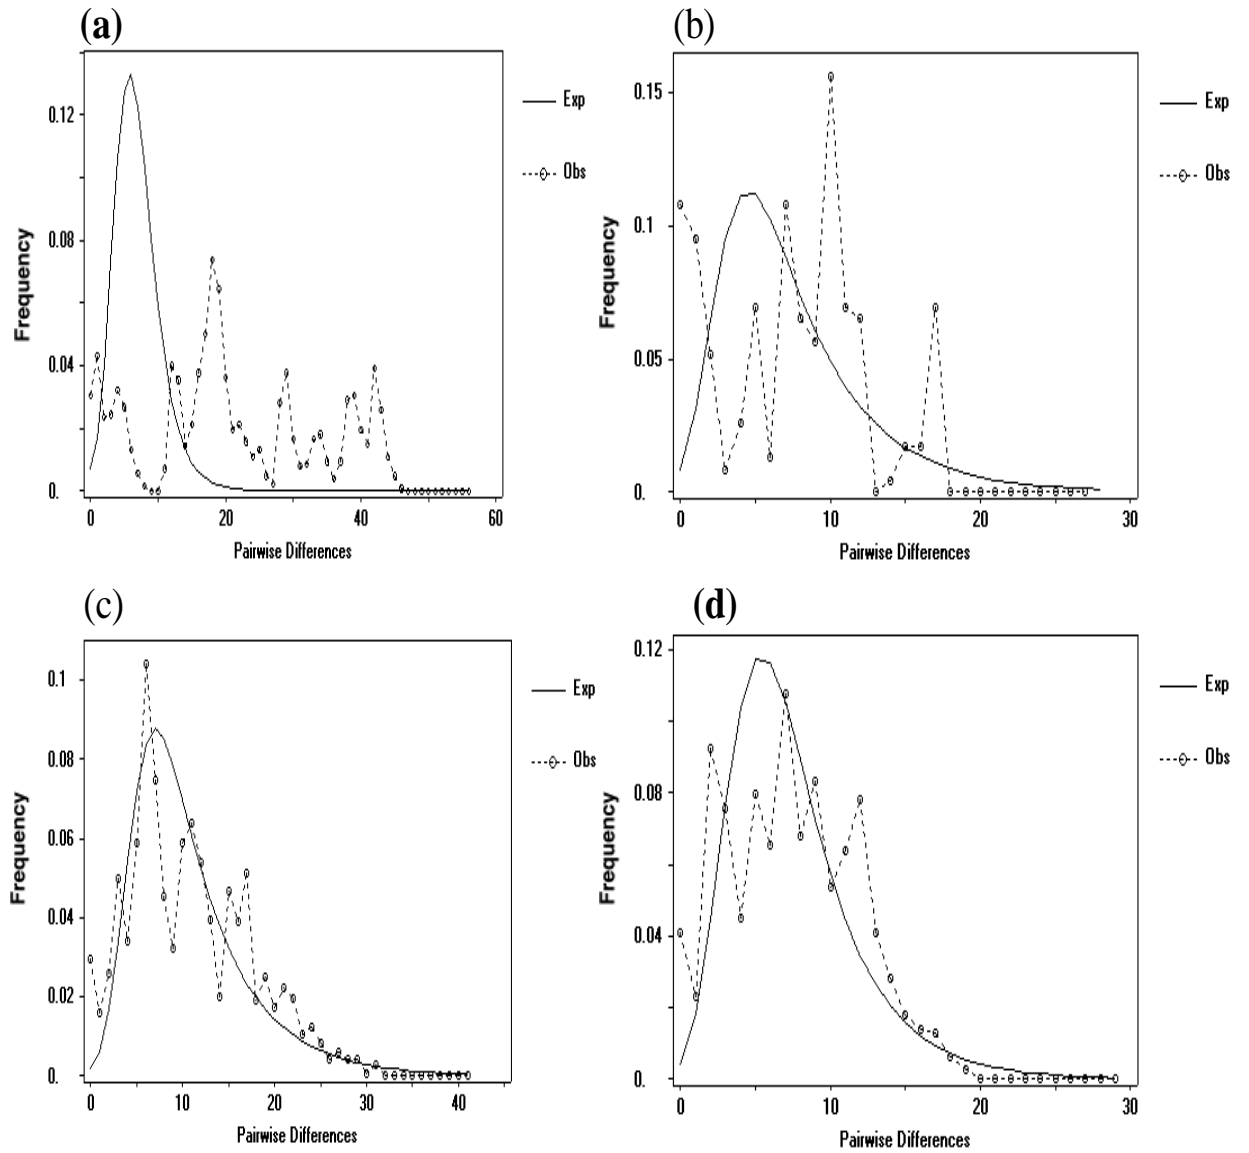 (a)
0.12
0.08
0.04
0.
Frequency
0 20 40 60
Pairwise Differences
Exp
Obs
(b)
0.15
0.1
0.05
0.
Frequency
0 10 20 30
Pairwise Differences
Exp
Obs
(c)
0.1
0.08
0.06
0.04
0.02
0.
Frequency
0 10 20 30 40
Pairwise Differences
Exp
Obs
(d)
0.12
0.08
0.04
0.
Frequency
0 10 20 30
Pairwise Differences
Exp
Obs